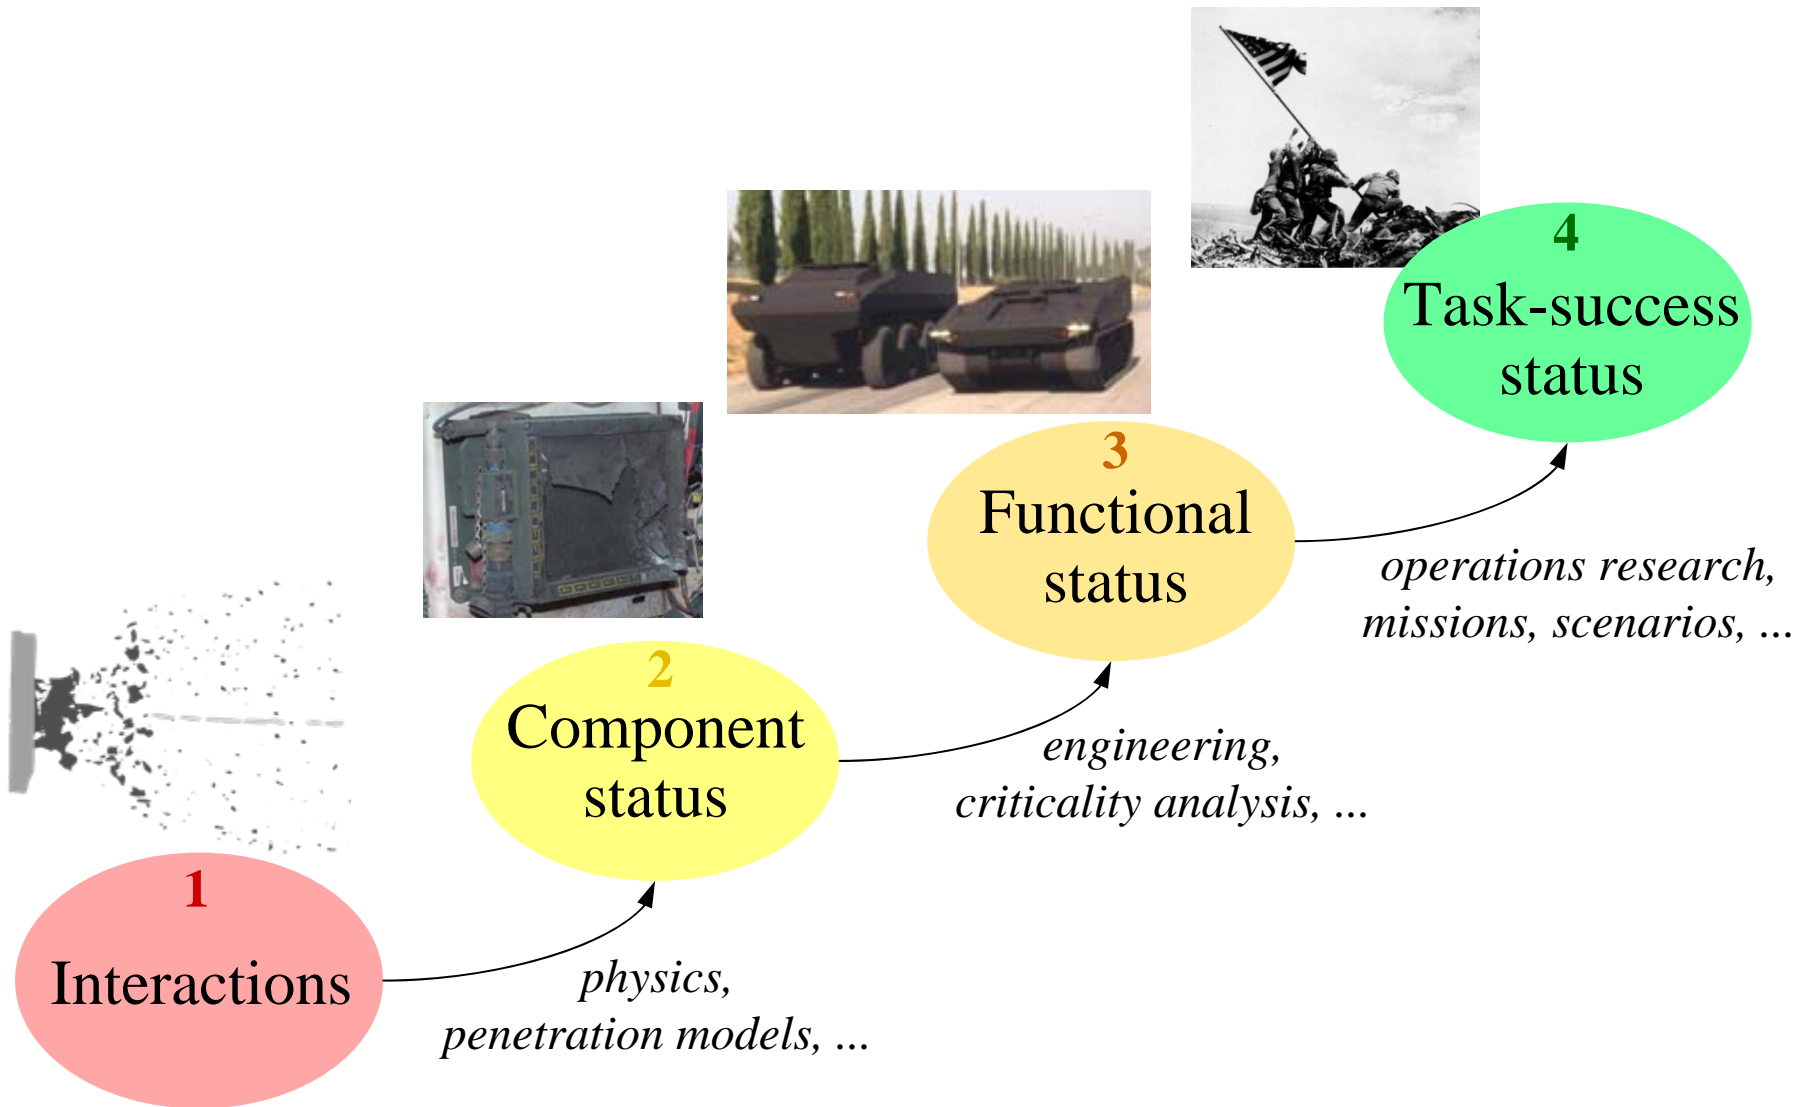 1
Interactions
physics,
penetration models, ...
2
Component
status
engineering,
criticality analysis, ...
3
Functional
status
operations research,
missions, scenarios, ...
4
Task-success
status